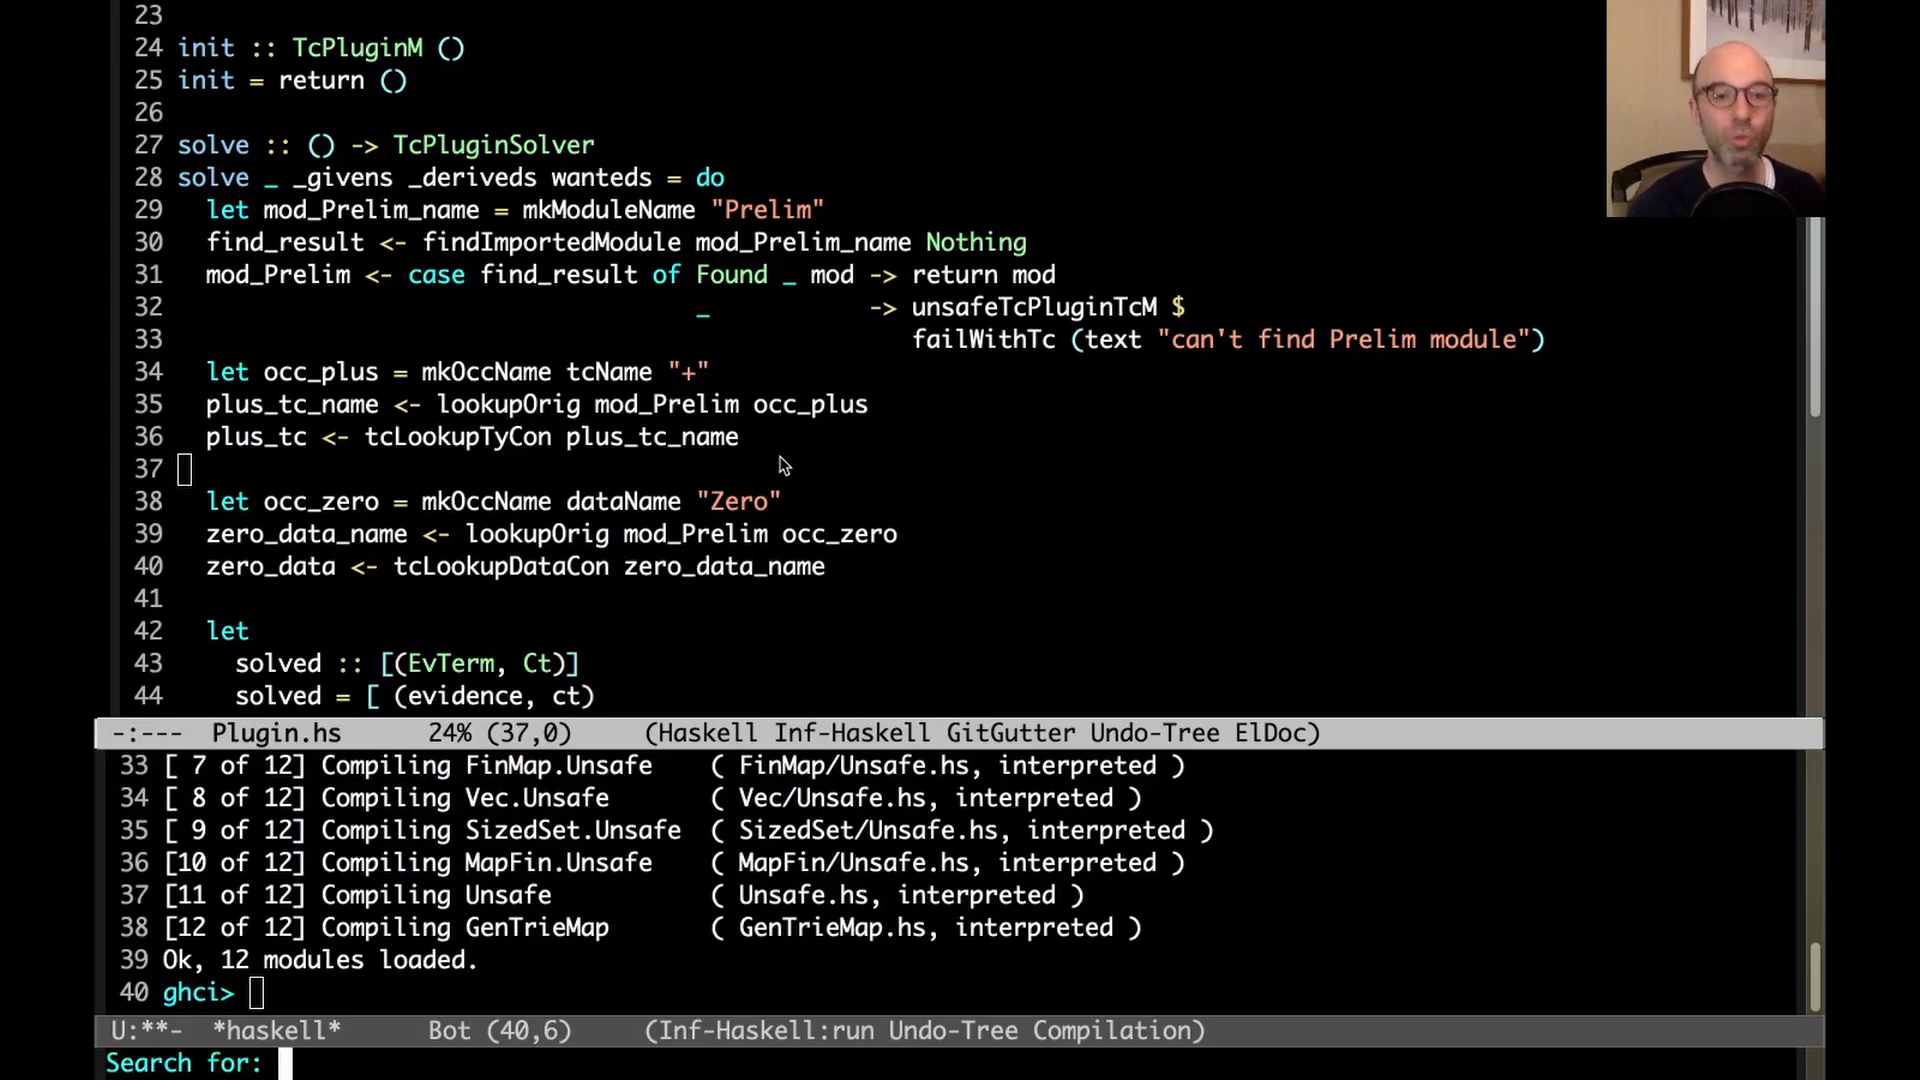 23
24 init :: TcPluginM ()
25 init = return ()
26
27 solve :: () -> TcPluginSolver
28 solve _ _givens _deriveds wanteds = do
29   let mod_Prelim_name = mkModuleName "Prelim"
30   find_result <- findImportedModule mod_Prelim_name Nothing
31   mod_Prelim <- case find_result of Found _ mod -> return mod
32                                     _           -> unsafeTcPluginTcM $
33                                                    failWithTc (text "can't find Prelim module")
34   let occ_plus = mkOccName tcName "+"
35   plus_tc_name <- lookupOrig mod_Prelim occ_plus
36   plus_tc <- tcLookupTyCon plus_tc_name
37
38   let occ_zero = mkOccName dataName "Zero"
39   zero_data_name <- lookupOrig mod_Prelim occ_zero
40   zero_data <- tcLookupDataCon zero_data_name
41
42   let
43     solved :: [(EvTerm, Ct)]
44     solved = [ (evidence, ct)
-:---  Plugin.hs      24% (37,0)     (Haskell Inf-Haskell GitGutter Undo-Tree ElDoc)
33 [ 7 of 12] Compiling FinMap.Unsafe    ( FinMap/Unsafe.hs, interpreted )
34 [ 8 of 12] Compiling Vec.Unsafe       ( Vec/Unsafe.hs, interpreted )
35 [ 9 of 12] Compiling SizedSet.Unsafe  ( SizedSet/Unsafe.hs, interpreted )
36 [10 of 12] Compiling MapFin.Unsafe    ( MapFin/Unsafe.hs, interpreted )
37 [11 of 12] Compiling Unsafe           ( Unsafe.hs, interpreted )
38 [12 of 12] Compiling GenTrieMap       ( GenTrieMap.hs, interpreted )
39 Ok, 12 modules loaded.
40 ghci>
U:**-  *haskell*      Bot (40,6)     (Inf-Haskell:run Undo-Tree Compilation)
Search for: